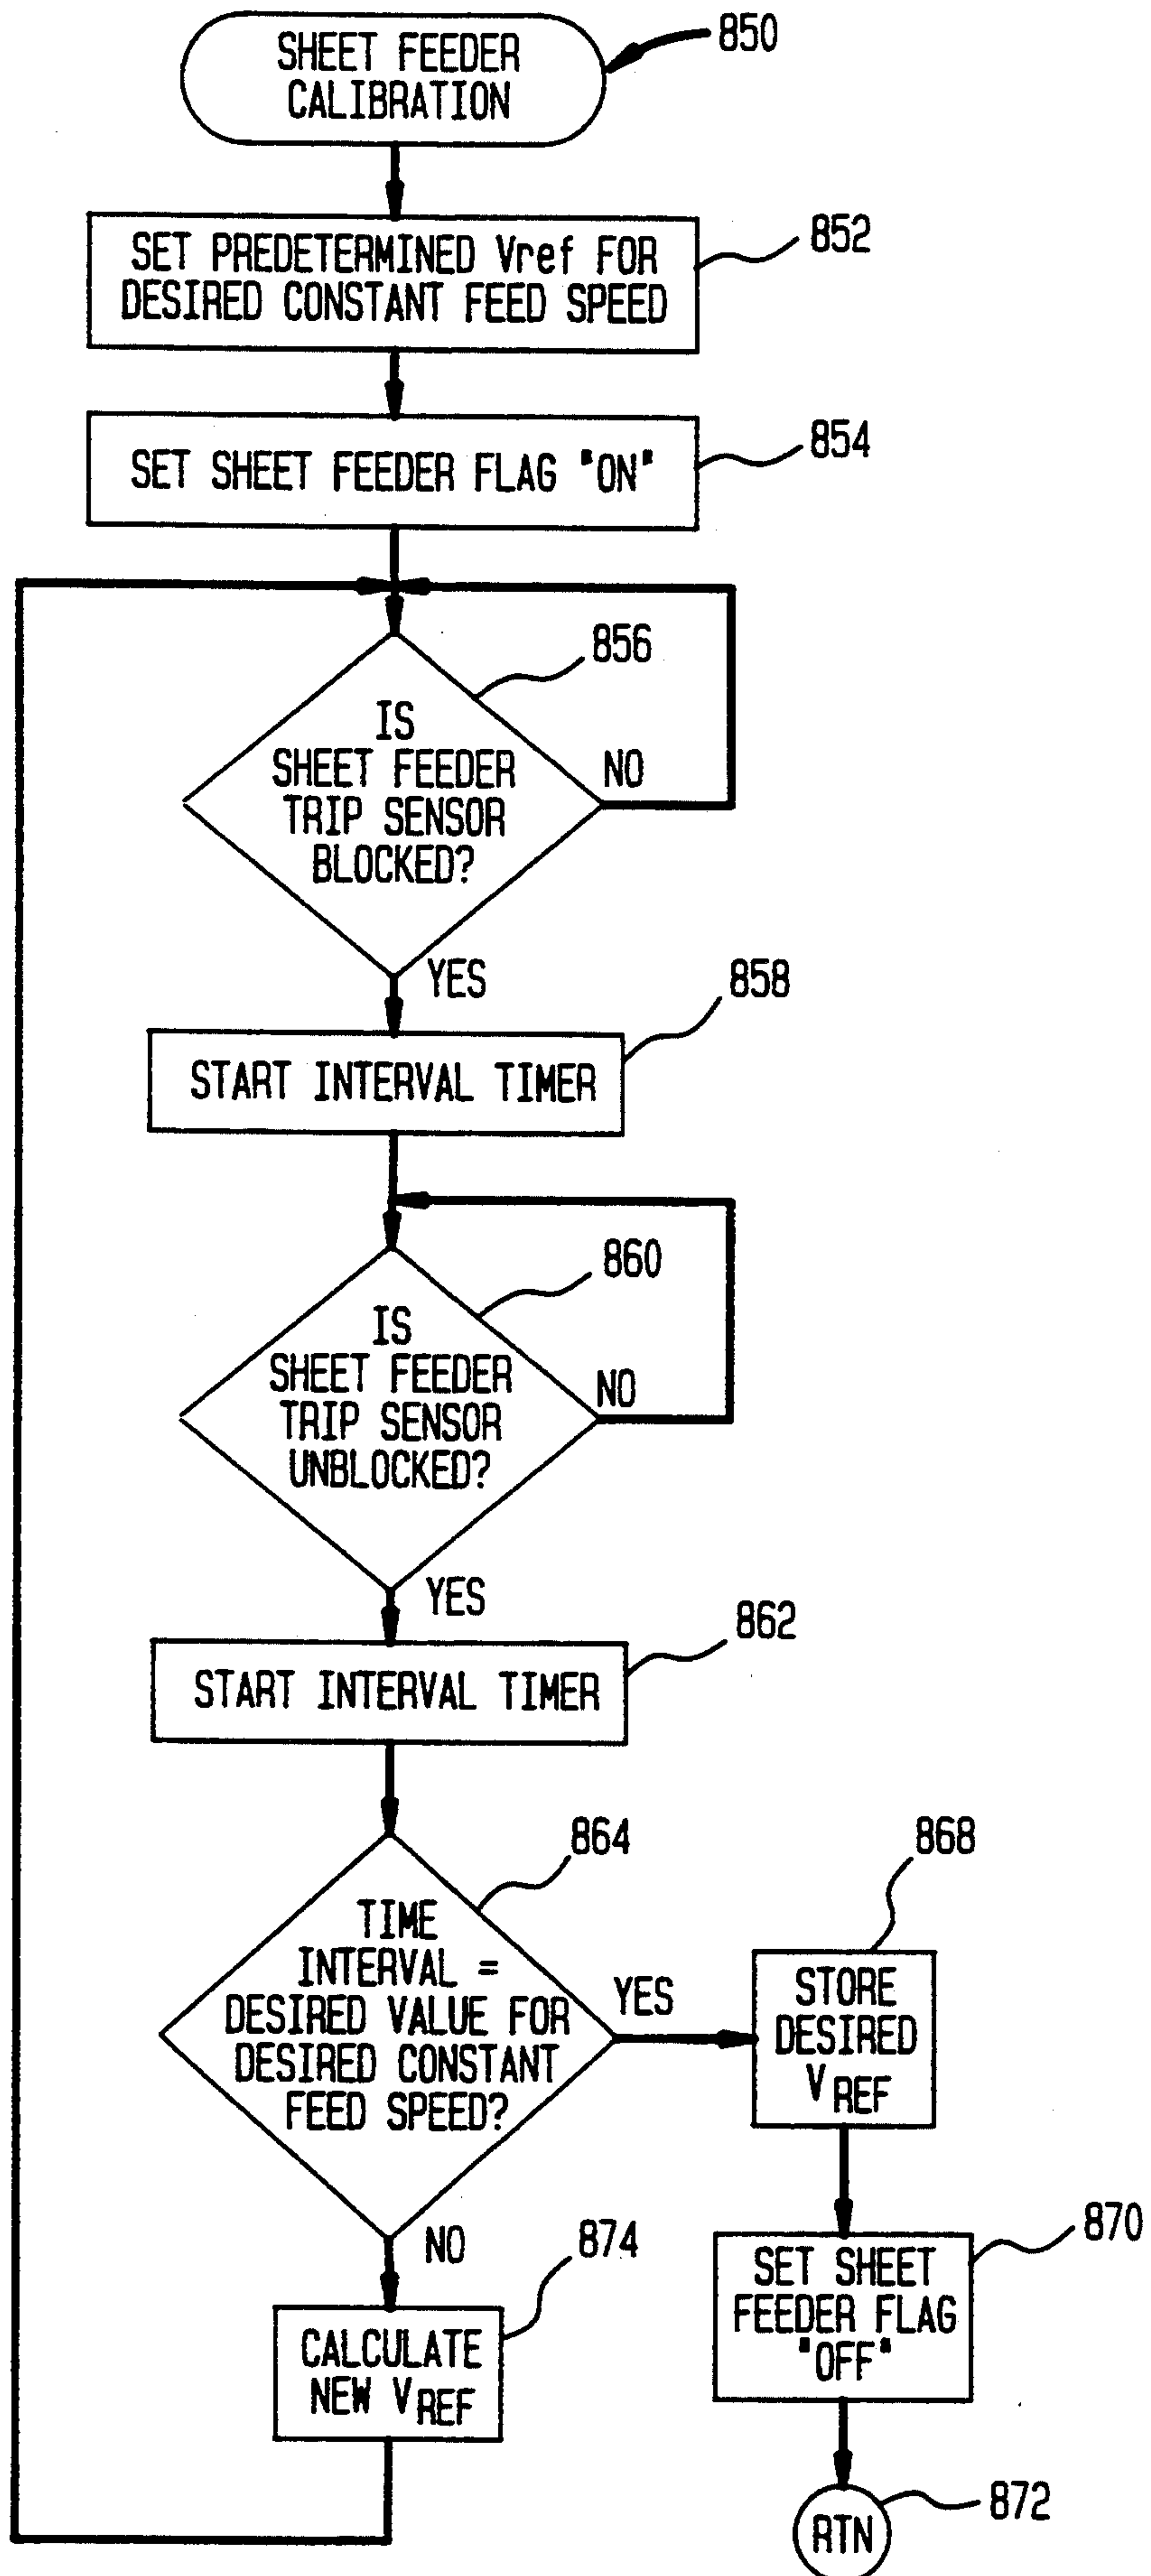 SHEET FEEDER
CALIBRATION
850
SET PREDETERMINED Vref FOR
DESIRED CONSTANT FEED SPEED
852
SET SHEET FEEDER FLAG "ON"
854
856
IS
SHEET FEEDER
TRIP SENSOR
BLOCKED?
NO
YES
858
START INTERVAL TIMER
860
IS
SHEET FEEDER
TRIP SENSOR
UNBLOCKED?
NO
YES
862
START INTERVAL TIMER
864
TIME
INTERVAL =
DESIRED VALUE FOR
DESIRED CONSTANT
FEED SPEED?
YES
868
STORE
DESIRED
VREF
NO
874
CALCULATE
NEW VREF
870
SET SHEET
FEEDER FLAG
"OFF"
872
RTN